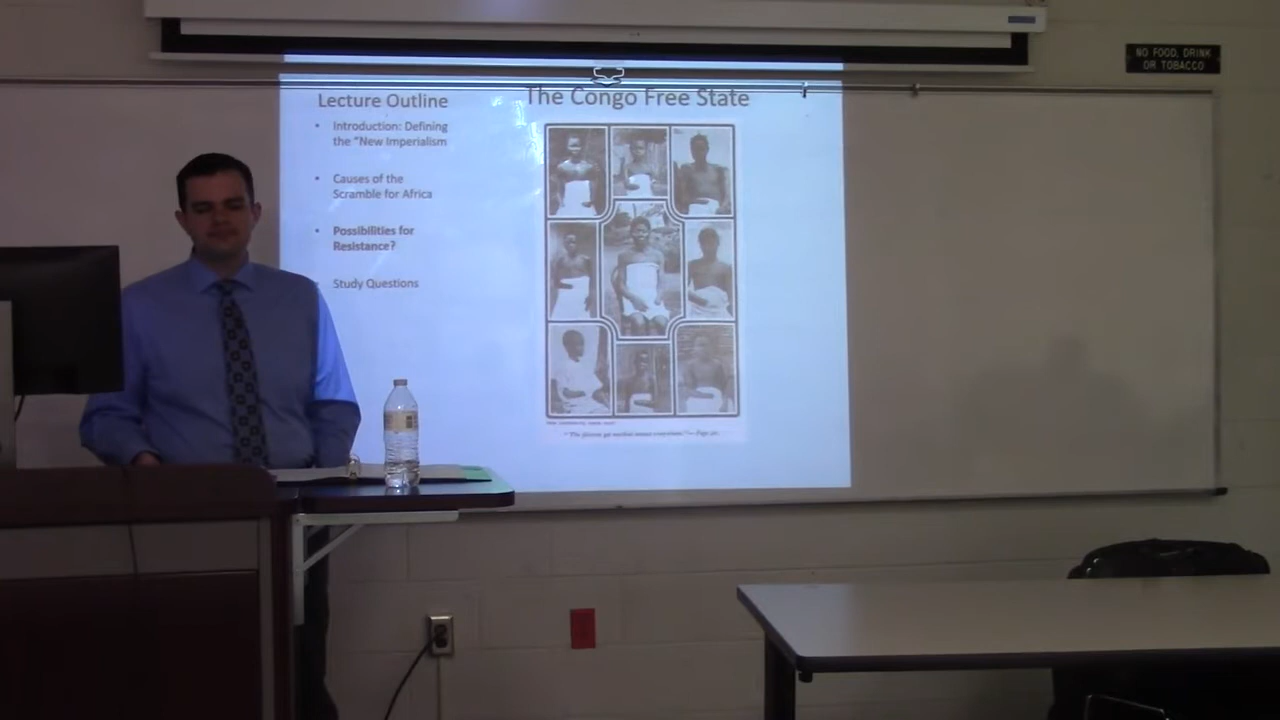 NO FOOD, DRINK
OR TOBACCO
Lecture Outline
• Introduction: Defining
the "New Imperialism
• Causes of the
Scramble for Africa
• Possibilities for
Resistance?
Study Questions
The Congo Free State